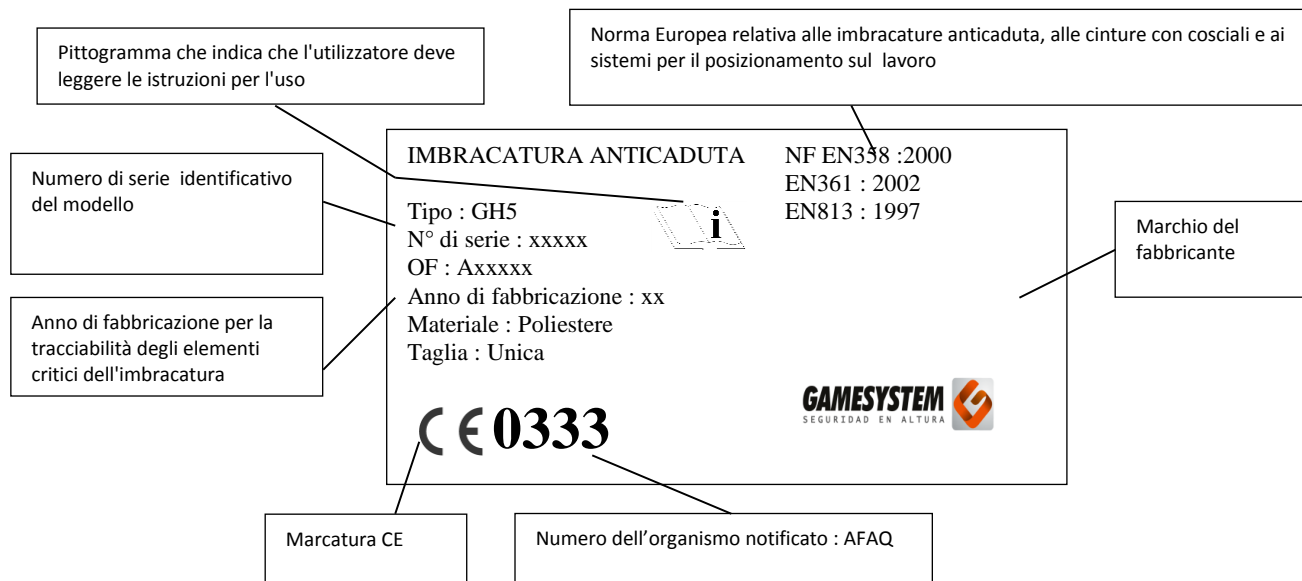 Pittogramma che indica che l'utilizzatore deve
leggere le istruzioni per l'uso
Norma Europea relativa alle imbracature anticaduta, alle cinture con cosciali e ai
sistemi per il posizionamento sul lavoro
Numero di serie identificativo
del modello
Anno di fabbricazione per la
tracciabilità degli elementi
critici dell'imbracatura
IMBRACATURA ANTICADUTA
Tipo : GH5
N° di serie : xxxxx
OF : Axxxxx
Anno di fabbricazione : xx
Materiale : Poliestere
Taglia : Unica
i
NF EN358 :2000
EN361 : 2002
EN813 : 1997
CE 0333
GAMESYSTEM
SEGURIDAD EN ALTURA
Marchio del
fabbricante
Marcatura CE
Numero dell’organismo notificato : AFAQ